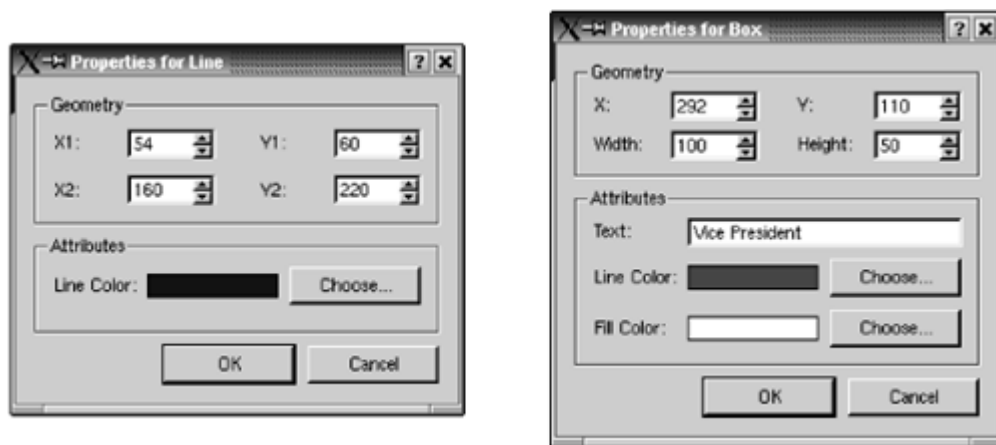 Properties for Line
?
Geometry
X1: 54 Y1: 60
X2: 160 Y2: 220
Attributes
Line Color: Choose...
OK Cancel
Properties for Box
?
Geometry
X: 292 Y: 110
Width: 100 Height: 50
Attributes
Text: Vice President
Line Color: Choose...
Fill Color: Choose...
OK Cancel